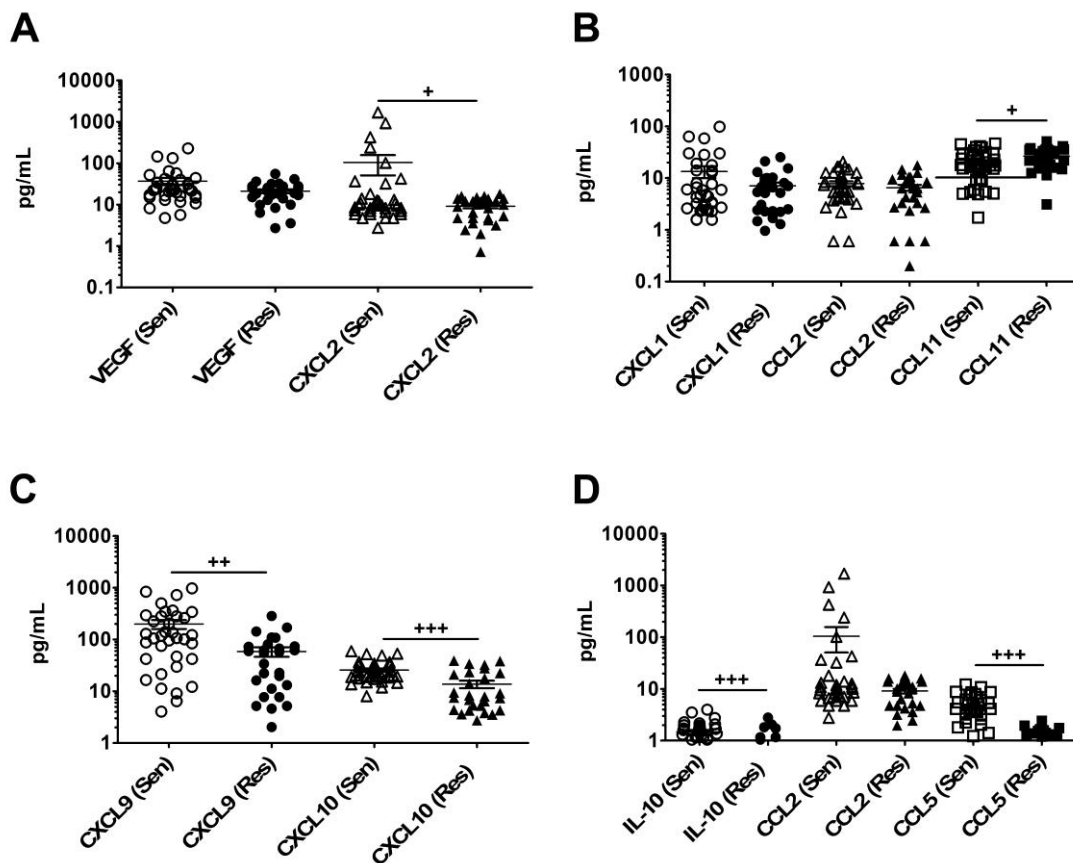 A
pg/mL
10000
1000
100
10
1
0.1
+
VEGF (Sen)
VEGF (Res)
CXCL2 (Sen)
CXCL2 (Res)
B
pg/mL
1000
100
10
1
0.1
+
CXCL1 (Sen)
CXCL1 (Res)
CCL2 (Sen)
CCL2 (Res)
CCL11 (Sen)
CCL11 (Res)
C
pg/mL
10000
1000
100
10
1
++
+++
CXCL9 (Sen)
CXCL9 (Res)
CXCL10 (Sen)
CXCL10 (Res)
D
pg/mL
10000
1000
100
10
1
+++
+++
IL-10 (Sen)
IL-10 (Res)
CCL2 (Sen)
CCL2 (Res)
CCL5 (Sen)
CCL5 (Res)